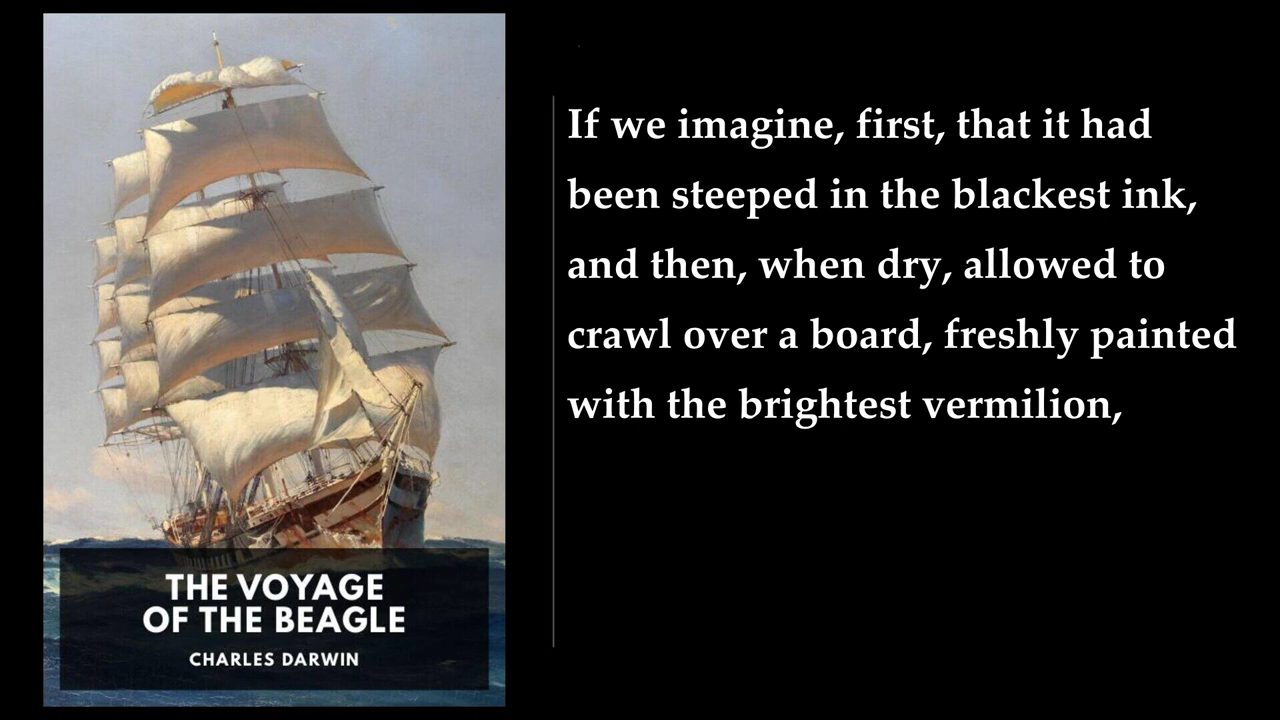 If we imagine, first, that it had
been steeped in the blackest ink,
and then, when dry, allowed to
crawl over a board, freshly painted
with the brightest vermilion,
THE VOYAGE
OF THE BEAGLE
CHARLES DARWIN